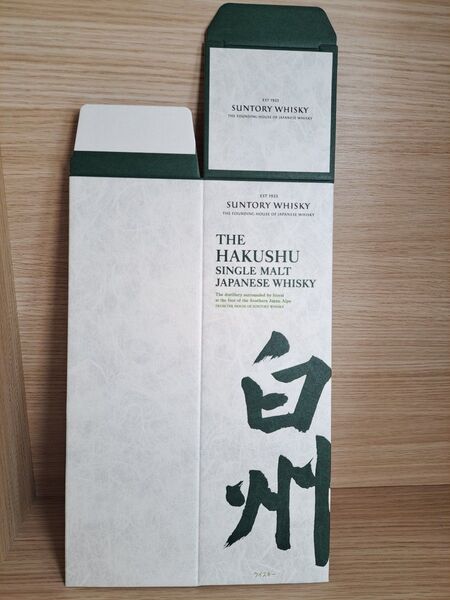 EST 1923
SUNTORY WHISKY
THE FOUNDING HOUSE OF JAPANESE WHISKY
EST 1923
SUNTORY WHISKY
THE FOUNDING HOUSE OF JAPANESE WHISKY
THE
HAKUSHU
SINGLE MALT
JAPANESE WHISKY
The distillery surrounded by forest
at the foot of the Southern Japan Alps
FROM THE HOUSE OF SUNTORY WHISKY
白州
ウイスキー